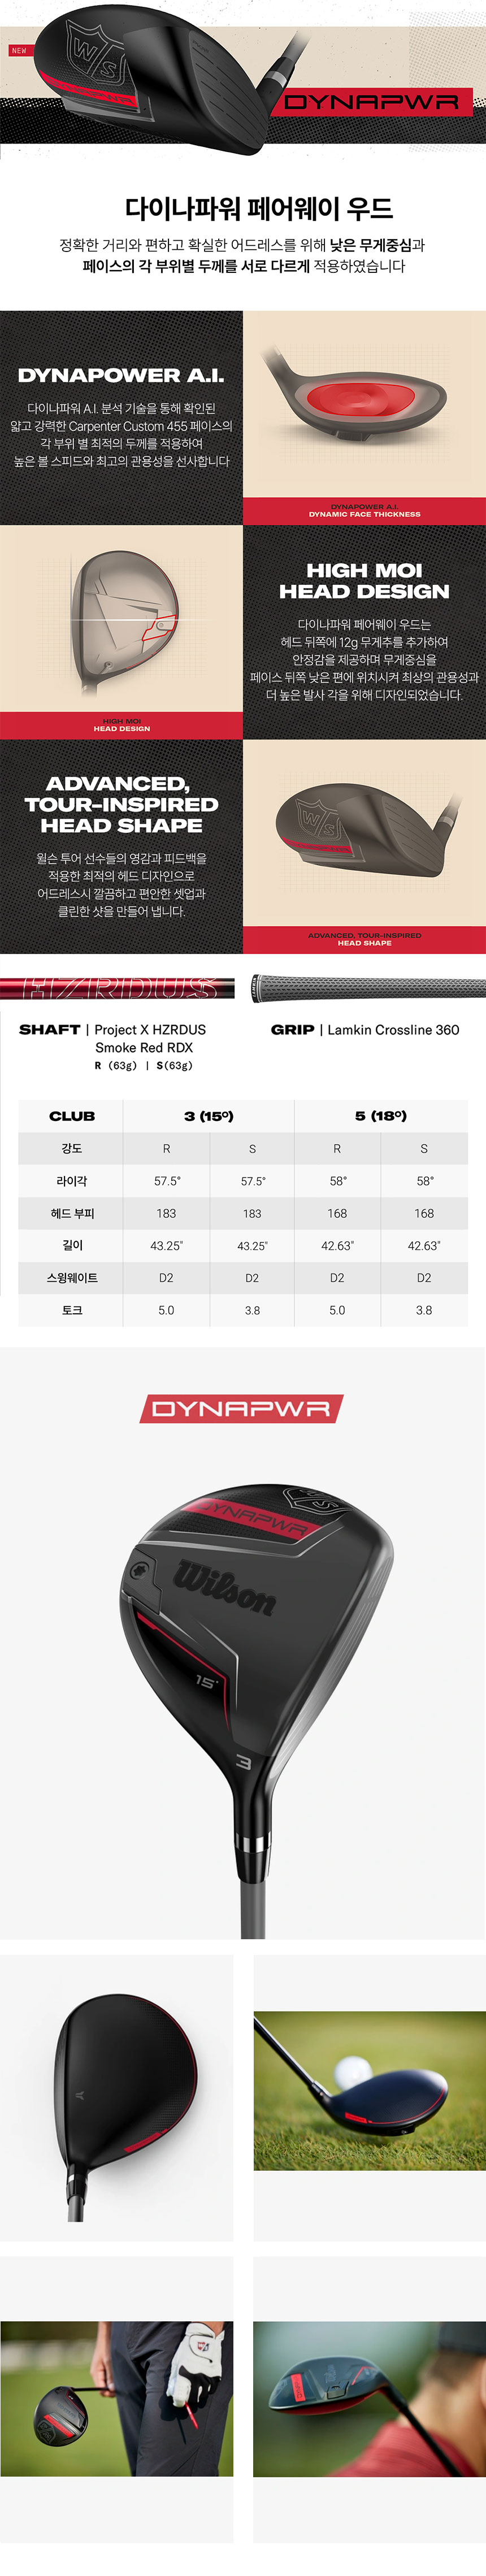 NEW
W/S
DYNAPWR
다이나파워 페어웨이 우드
정확한 거리와 편하고 확실한 어드레스를 위해 낮은 무게중심과
페이스의 각 부위별 두께를 서로 다르게 적용하였습니다
DYNAPOWER A.I.
다이나파워 A.I. 분석 기술을 통해 확인된
얇고 강력한 Carpenter Custom 455 페이스의
각 부위 별 최적의 두께를 적용하여
높은 볼 스피드와 최고의 관용성을 선사합니다
DYNAPOWER A.I.
DYNAMIC FACE THICKNESS
HIGH MOI
HEAD DESIGN
HIGH MOI
HEAD DESIGN
다이나파워 페어웨이 우드는
헤드 뒤쪽에 12g 무게추를 추가하여
안정감을 제공하며 무게중심을
페이스 뒤쪽 낮은 편에 위치시켜 최상의 관용성과
더 높은 발사 각을 위해 디자인되었습니다.
ADVANCED,
TOUR-INSPIRED
HEAD SHAPE
윌슨 투어 선수들의 영감과 피드백을
적용한 최적의 헤드 디자인으로
어드레스시 깔끔하고 편안한 셋업과
클린한 샷을 만들어 냅니다.
W/S
ADVANCED, TOUR-INSPIRED
HEAD SHAPE
HZRDUS
SHAFT | Project X HZRDUS
Smoke Red RDX
R (63g) | S(63g)
GRIP | Lamkin Crossline 360
CLUB 3 (15º) 5 (18º)
강도 R S R S
라이각 57.5° 57.5° 58° 58°
헤드 부피 183 183 168 168
길이 43.25" 43.25" 42.63" 42.63"
스윙웨이트 D2 D2 D2 D2
토크 5.0 3.8 5.0 3.8
DYNAPWR
W/S
DYNAPWR
Wilson
15°
3